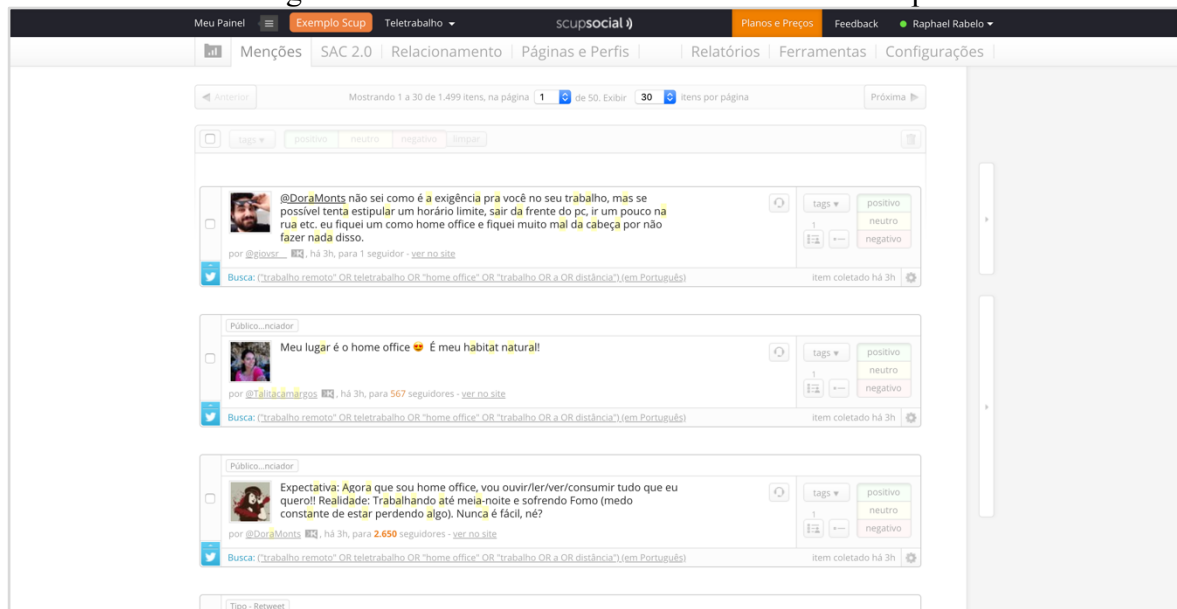 Meu Painel Exemplo Scup Teletrabalho scupsocial Planos e Preços Feedback Raphael Rabelo
Menções SAC 2.0 Relacionamento Páginas e Perfis Relatórios Ferramentas Configurações
Anterior Mostrando 1 a 30 de 1.499 itens, na página 1 de 50. Exibir 30 itens por página Próxima
tags positivo neutro negativo limpar
@DoraMonts não sei como é a exigência pra você no seu trabalho, mas se
possível tenta estipular um horário limite, sair da frente do pc, ir um pouco na
rua etc. eu fiquei um como home office e fiquei muito mal da cabeça por não
fazer nada disso.
tags positivo
neutro
1
negativo
por @giovsr__, há 3h, para 1 seguidor - ver no site
Busca: ("trabalho remoto" OR teletrabalho OR "home office" OR "trabalho OR a OR distância") (em Português) item coletado há 3h
Público...nciador
Meu lugar é o home office 😍 É meu habitat natural!
tags positivo
neutro
1
negativo
por @Talitacamargos, há 3h, para 567 seguidores - ver no site
Busca: ("trabalho remoto" OR teletrabalho OR "home office" OR "trabalho OR a OR distância") (em Português) item coletado há 3h
Público...nciador
Expectativa: Agora que sou home office, vou ouvir/ler/ver/consumir tudo que eu
quero!! Realidade: Trabalhando até meia-noite e sofrendo Fomo (medo
constante de estar perdendo algo). Nunca é fácil, né?
tags positivo
neutro
1
negativo
por @DoraMonts, há 3h, para 2.650 seguidores - ver no site
Busca: ("trabalho remoto" OR teletrabalho OR "home office" OR "trabalho OR a OR distância") (em Português) item coletado há 3h
Tipo - Retweet